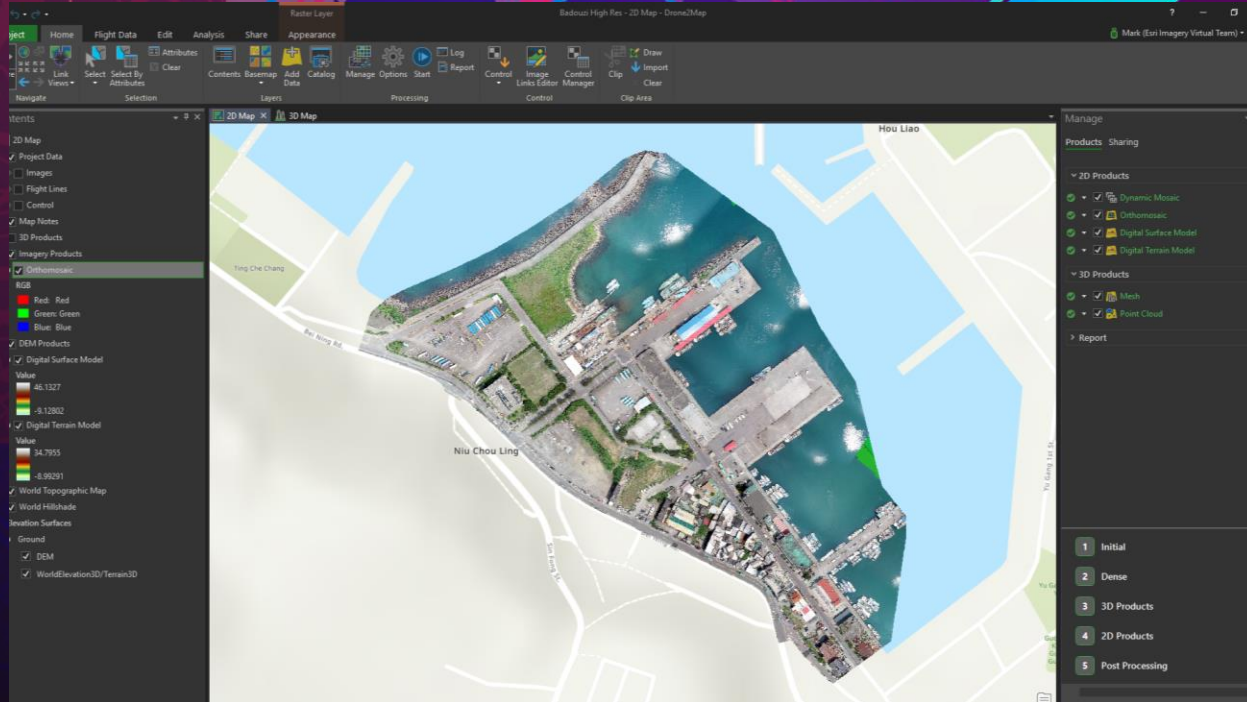 Raster Layer
Badouzi High Res - 2D Map - Drone2Map
?
Project Home Flight Data Edit Analysis Share Appearance
Mark (Esri Imagery Virtual Team)
Link Views
Select
Select By Attributes
Attributes
Clear
Contents Basemap Add Data Catalog
Manage Options Start
Log
Report
Control
Image Links Editor
Control Manager
Clip
Draw
Import
Clear
Navigate Selection Layers Processing Control Clip Area
2D Map 3D Map
2D Map
Project Data
Images
Flight Lines
Control
Map Notes
3D Products
Imagery Products
Orthomosaic
RGB
Red: Red
Green: Green
Blue: Blue
DEM Products
Digital Surface Model
Value
46.1327
-9.12802
Digital Terrain Model
Value
34.7955
-8.99291
World Topographic Map
World Hillshade
Elevation Surfaces
Ground
DEM
WorldElevation3D/Terrain3D
Hou Liao
Ting Che Chang
Bei Ning Rd.
Niu Chou Ling
Yu Gang 1st St.
Manage
Products Sharing
2D Products
Dynamic Mosaic
Orthomosaic
Digital Surface Model
Digital Terrain Model
3D Products
Mesh
Point Cloud
Report
1 Initial
2 Dense
3 3D Products
4 2D Products
5 Post Processing